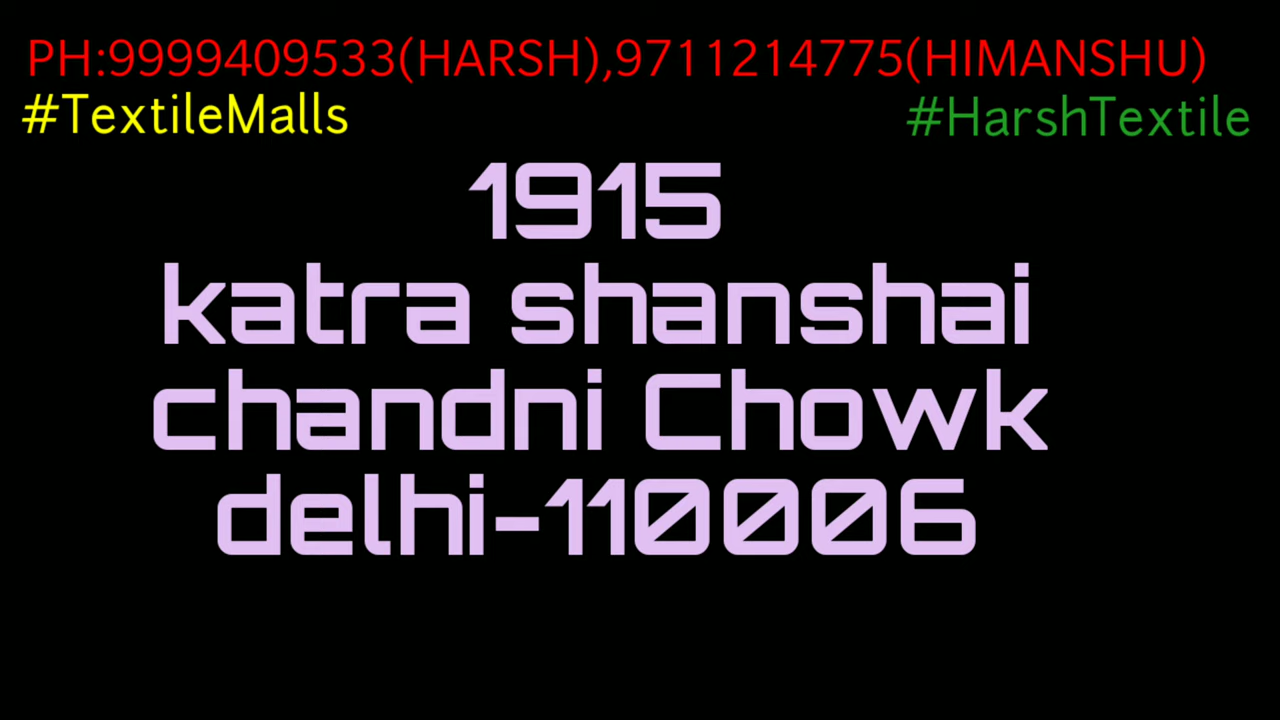 PH:9999409533(HARSH),9711214775(HIMANSHU)
#TextileMalls #HarshTextile
1915
katra shanshai
chandni Chowk
delhi-110006